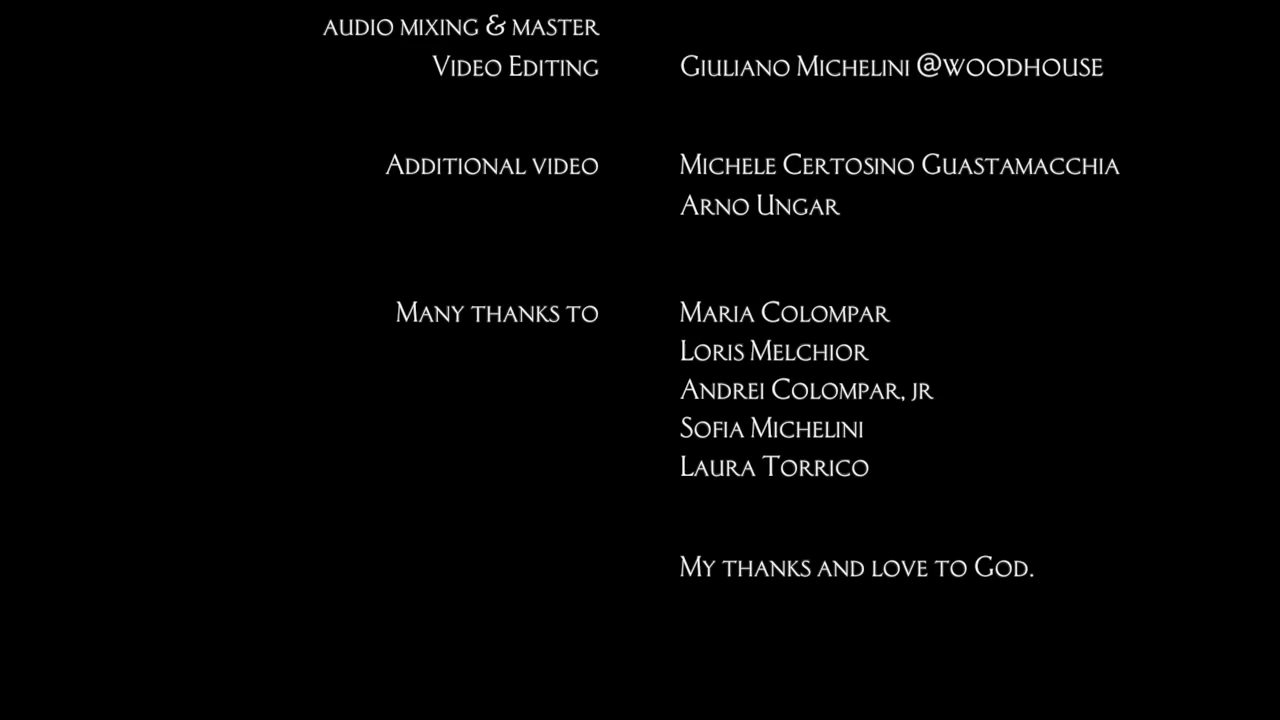 AUDIO MIXING & MASTER
VIDEO EDITING GIULIANO MICHELINI @WOODHOUSE
ADDITIONAL VIDEO MICHELE CERTOSINO GUASTAMACCHIA
ARNO UNGAR
MANY THANKS TO MARIA COLOMPAR
LORIS MELCHIOR
ANDREI COLOMPAR, JR
SOFIA MICHELINI
LAURA TORRICO
MY THANKS AND LOVE TO GOD.